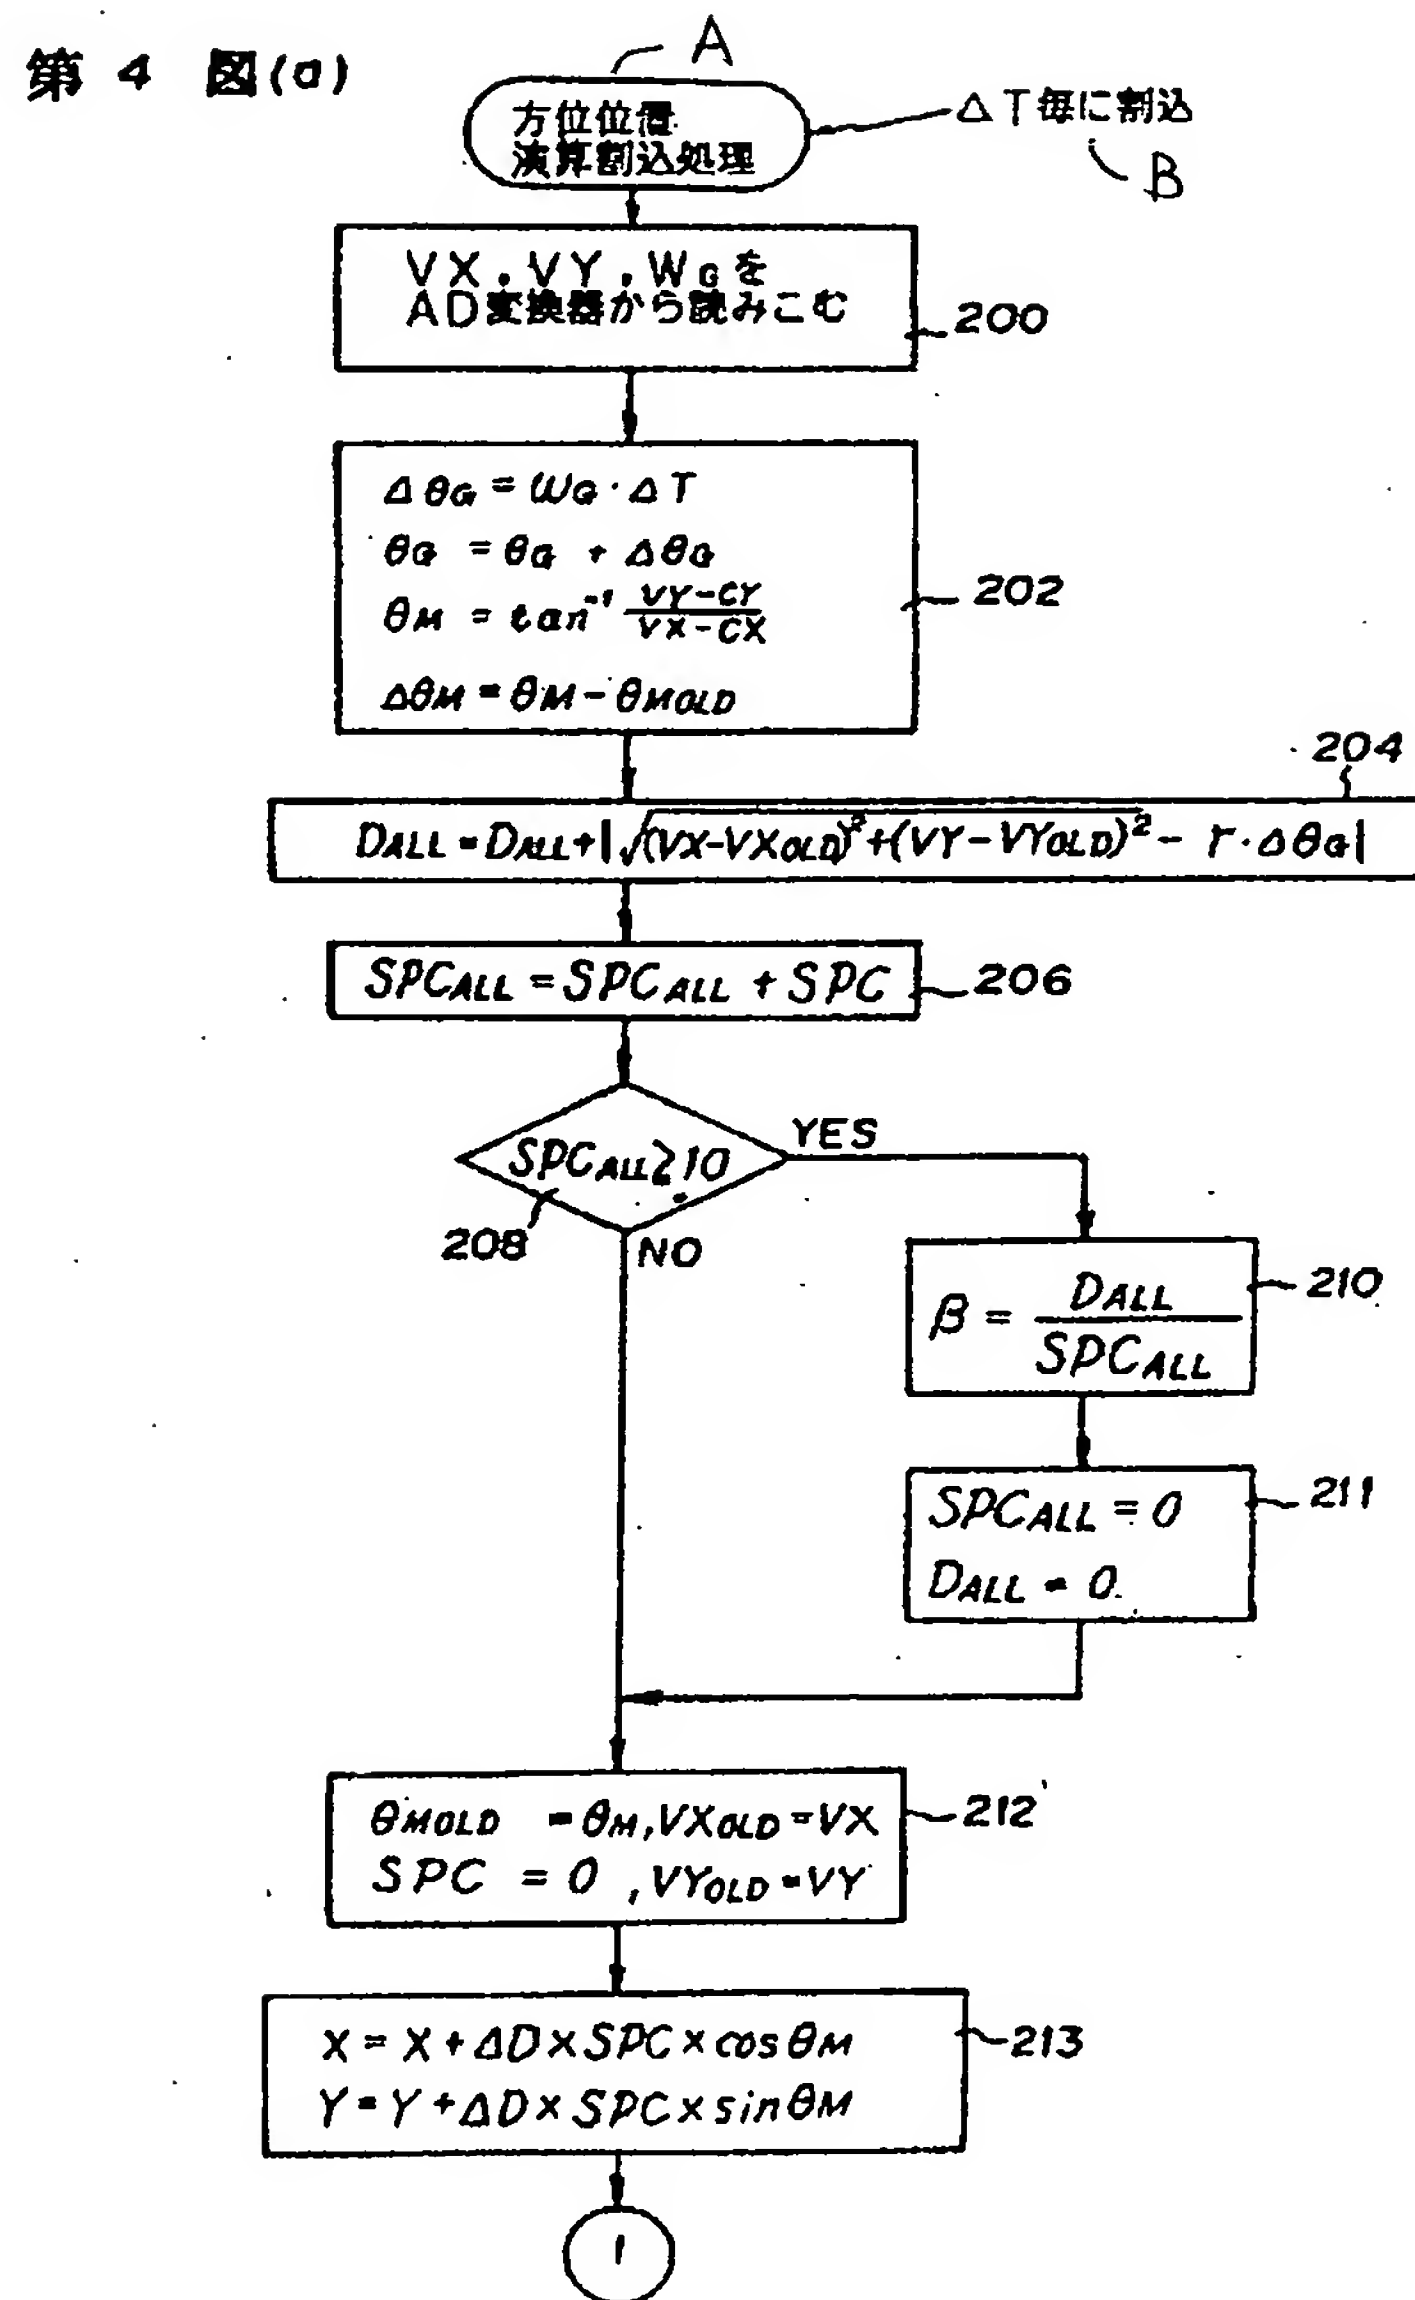 第 4 図(a)
A
方位位置
演算割込処理
△T毎に割込
B
VX,VY,WGを
AD変換器から読みこむ
200
ΔθG = ωG・ΔT
θG = θG + ΔθG
θM = tan⁻¹ (VY-CY)/(VX-CX)
ΔθM = θM - θMOLD
202
204
DALL = DALL+|√(VX-VXOLD)²+(VY-VYOLD)² - r・ΔθG|
SPCALL = SPCALL + SPC
206
SPCALL ≧ 10
YES
208
NO
β = DALL/SPCALL
210
SPCALL = 0
DALL = 0
211
θMOLD = θM, VXOLD = VX
SPC = 0 , VYOLD = VY
212
X = X + ΔD × SPC × cosθM
Y = Y + ΔD × SPC × sinθM
213
1